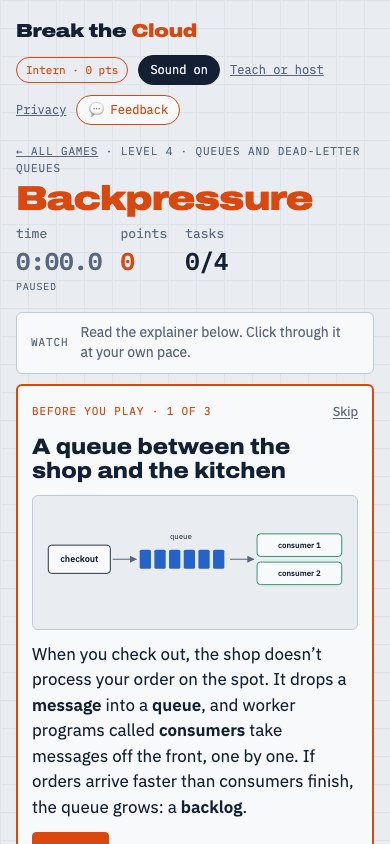 Break the Cloud
Intern · 0 pts
Sound on
Teach or host
Privacy
💬 Feedback
← ALL GAMES · LEVEL 4 · QUEUES AND DEAD-LETTER
QUEUES
Backpressure
time
points
tasks
0:00.0
0
0/4
PAUSED
WATCH
Read the explainer below. Click through it
at your own pace.
BEFORE YOU PLAY · 1 OF 3
Skip
A queue between the
shop and the kitchen
queue
checkout
consumer 1
consumer 2
When you check out, the shop doesn’t
process your order on the spot. It drops a
message into a queue, and worker
programs called consumers take
messages off the front, one by one. If
orders arrive faster than consumers finish,
the queue grows: a backlog.